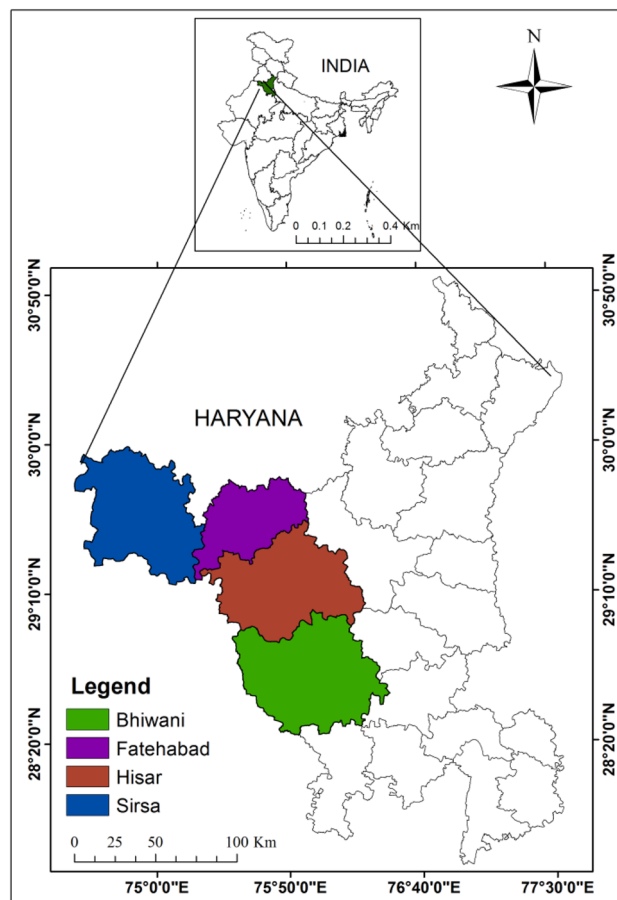 N
INDIA
0 0.1 0.2 0.4 Km
30°50'0"N
30°50'0"N
HARYANA
30°0'0"N
30°0'0"N
29°10'0"N
29°10'0"N
Legend
Bhiwani
Fatehabad
Hisar
Sirsa
28°20'0"N
28°20'0"N
0 25 50 100 Km
75°0'0"E 75°50'0"E 76°40'0"E 77°30'0"E